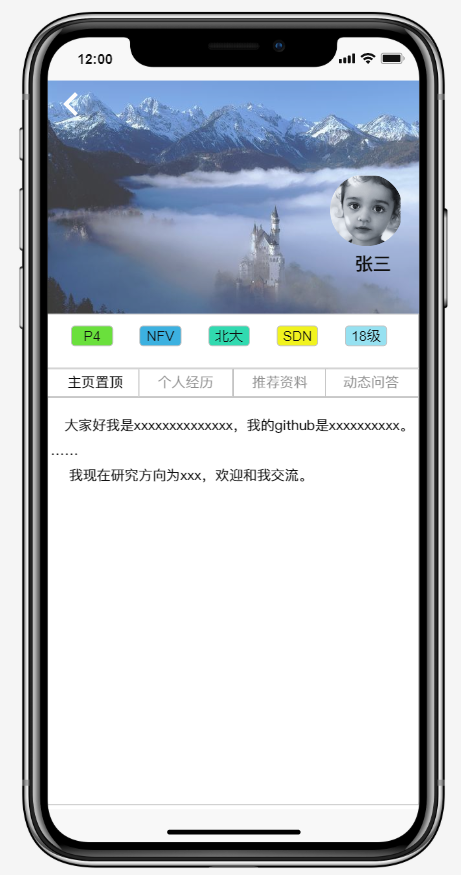 12:00
张三
P4 NFV 北大 SDN 18级
主页置顶 个人经历 推荐资料 动态问答
大家好我是xxxxxxxxxxxxxx，我的github是xxxxxxxxxx。
……
我现在研究方向为xxx，欢迎和我交流。